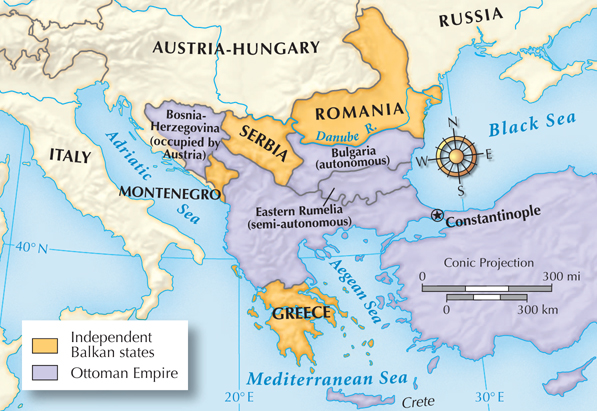 RUSSIA
AUSTRIA-HUNGARY
Bosnia-
Herzegovina
(occupied by
Austria)
ROMANIA
Danube R.
SERBIA
Black Sea
N
W
E
S
ITALY
Adriatic
Sea
Bulgaria
(autonomous)
MONTENEGRO
Eastern Rumelia
(semi-autonomous)
Constantinople
40°N
Aegean Sea
Conic Projection
0
300 mi
0
300 km
GREECE
Independent
Balkan states
Ottoman Empire
Mediterranean Sea
20°E
Crete
30°E